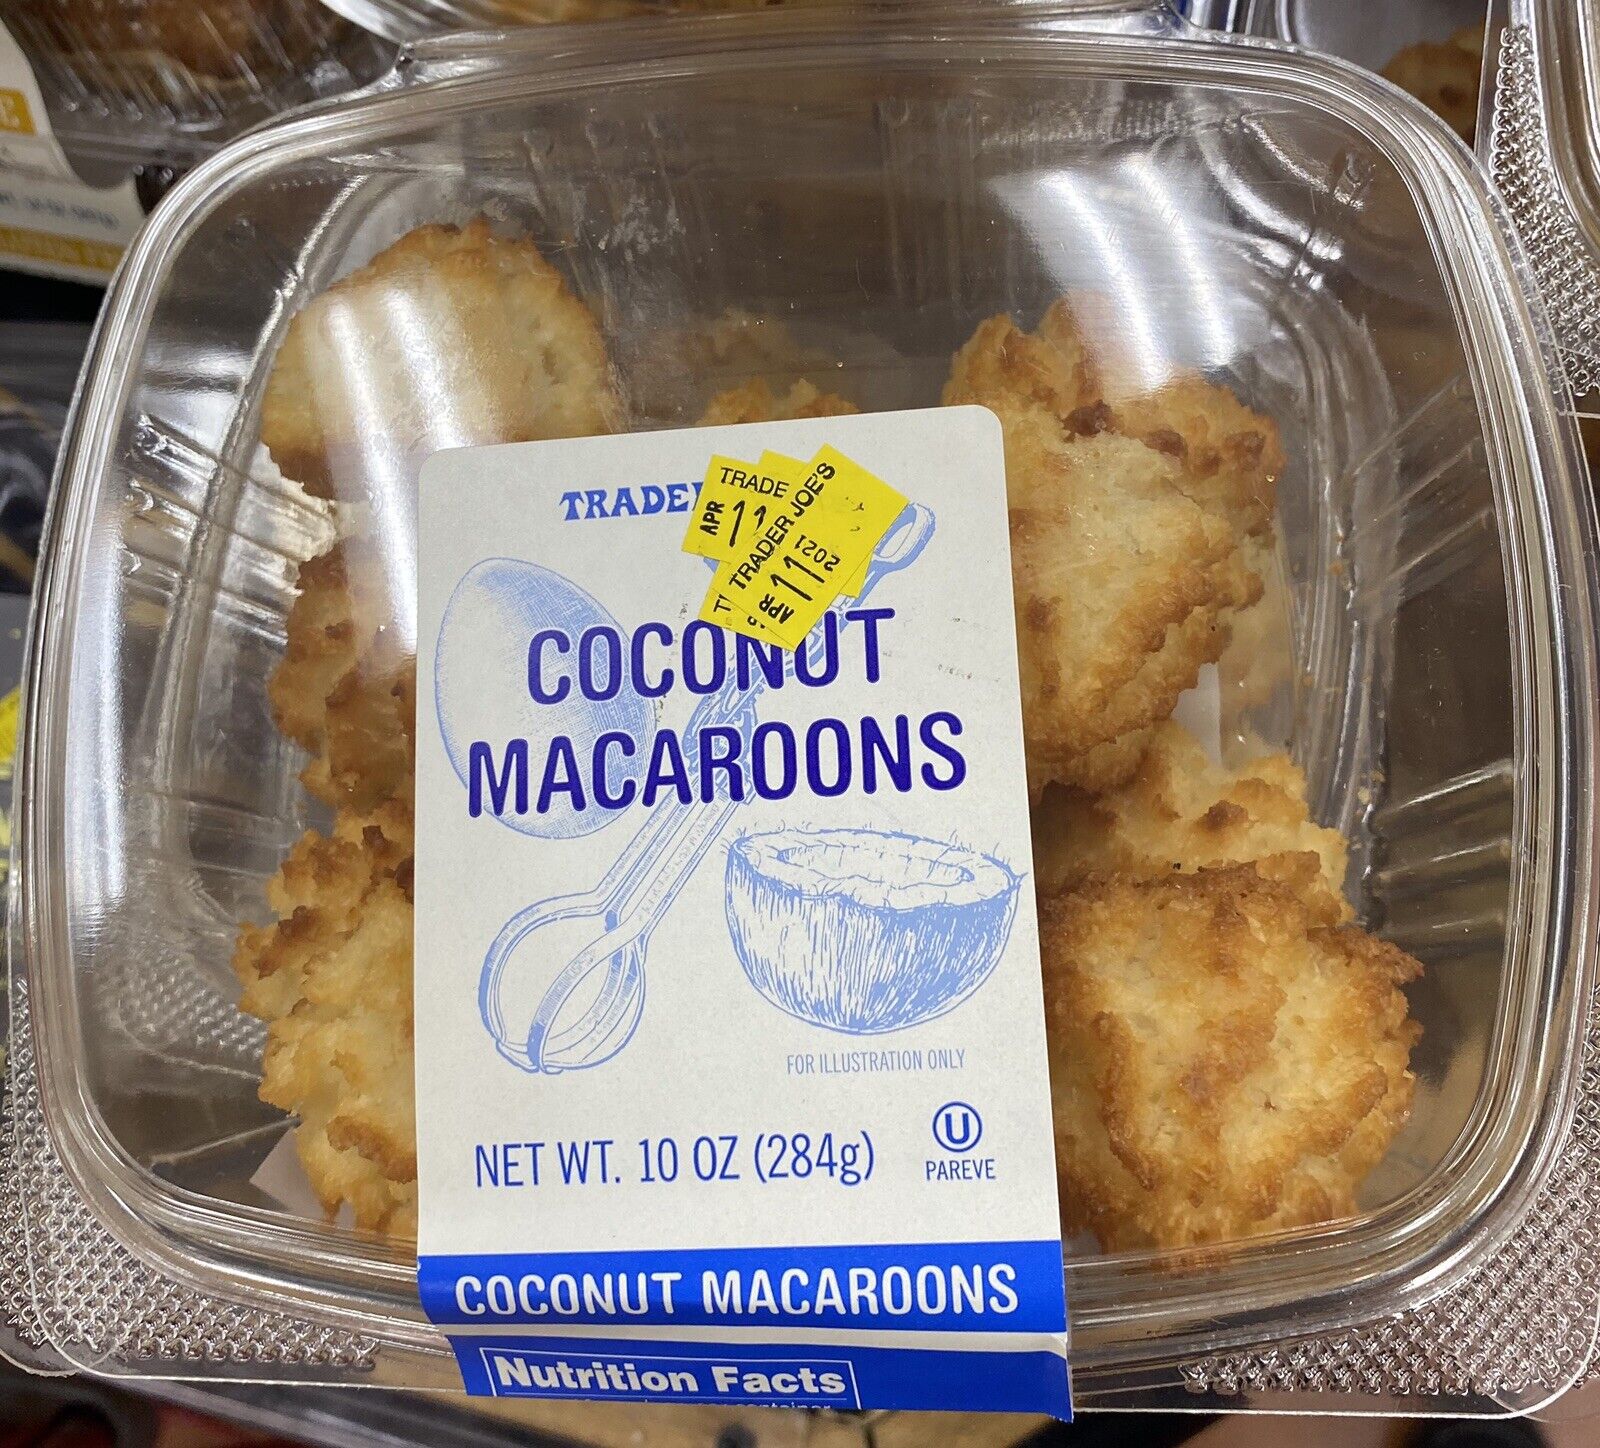 TRADE
TRADE
APR 11
TRADER JOE'S
APR 11 2021
COCONUT
MACAROONS
FOR ILLUSTRATION ONLY
NET WT. 10 OZ (284g)
U
PAREVE
COCONUT MACAROONS
Nutrition Facts